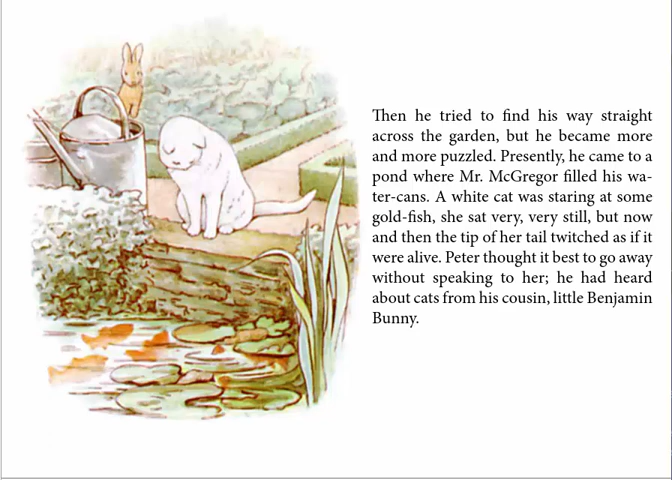 Then he tried to find his way straight
across the garden, but he became more
and more puzzled. Presently, he came to a
pond where Mr. McGregor filled his wa-
ter-cans. A white cat was staring at some
gold-fish, she sat very, very still, but now
and then the tip of her tail twitched as if it
were alive. Peter thought it best to go away
without speaking to her; he had heard
about cats from his cousin, little Benjamin
Bunny.